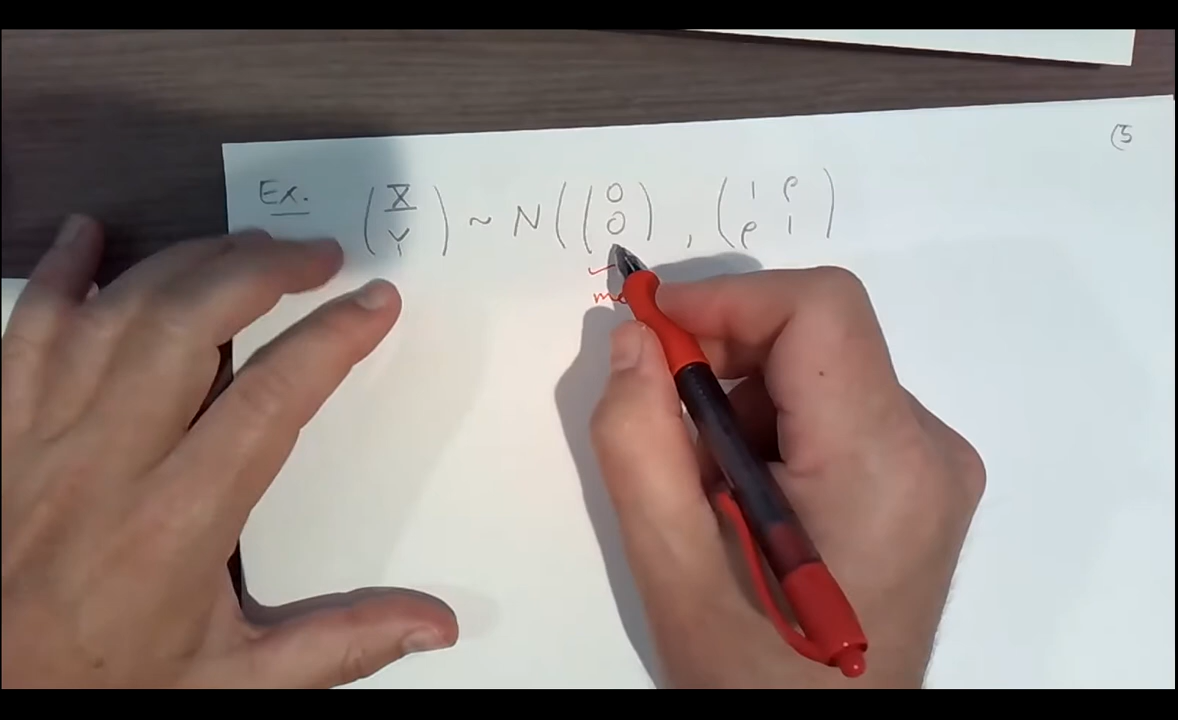 (5
Ex. (X Y) ~ N((0 0), (1 ρ ρ 1)